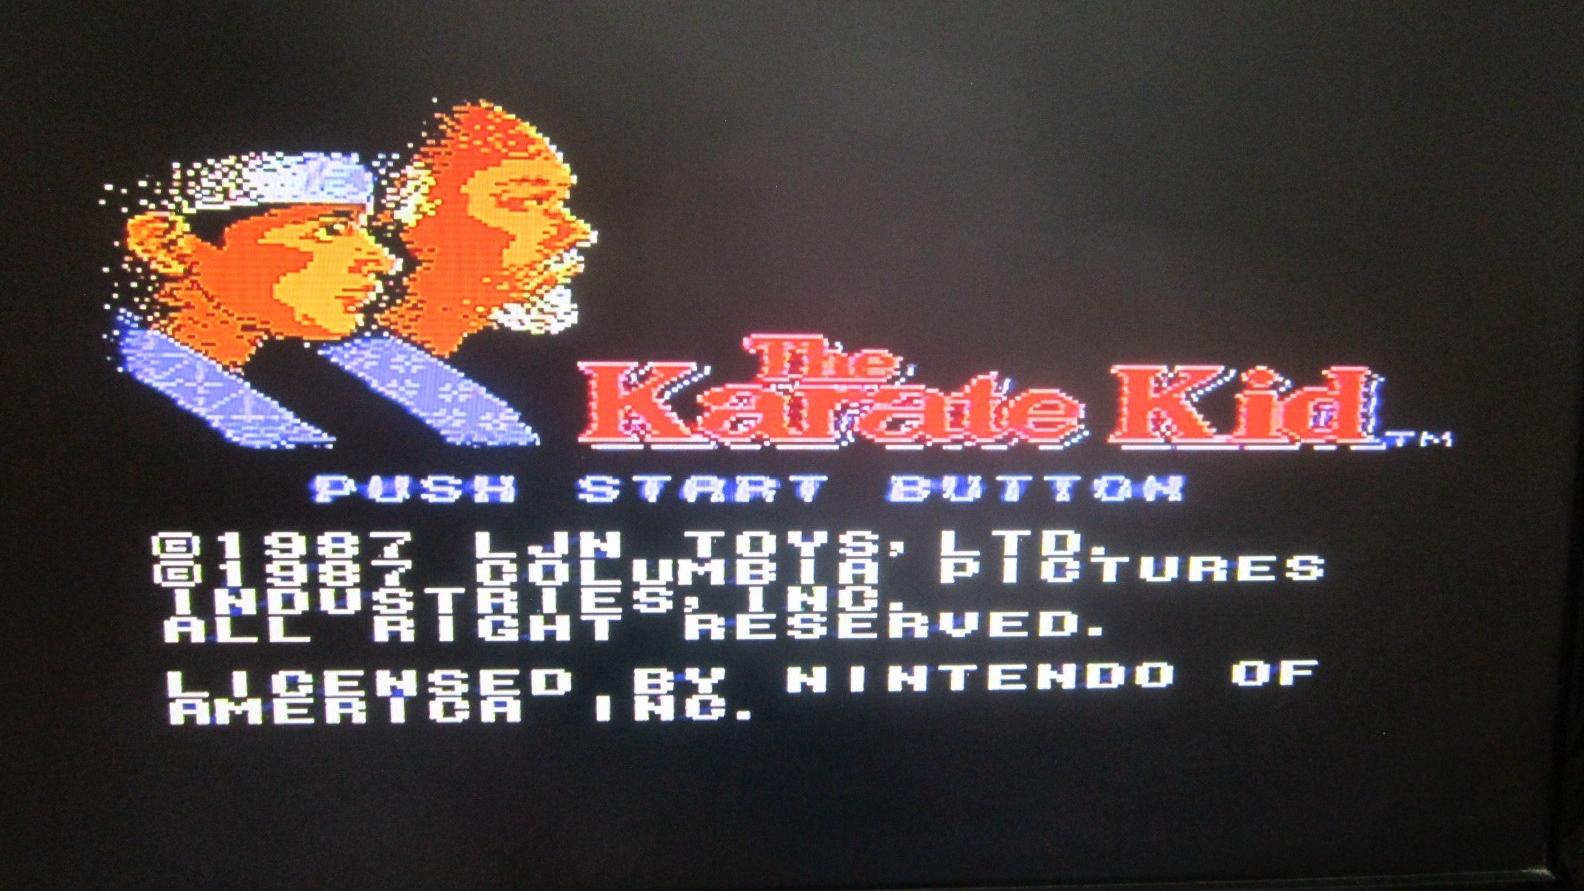 The
Karate Kid™
PUSH START BUTTON
©1987 LJN TOYS, LTD.
©1987 COLUMBIA PICTURES
INDUSTRIES, INC.
ALL RIGHT RESERVED.
LICENSED BY NINTENDO OF
AMERICA INC.